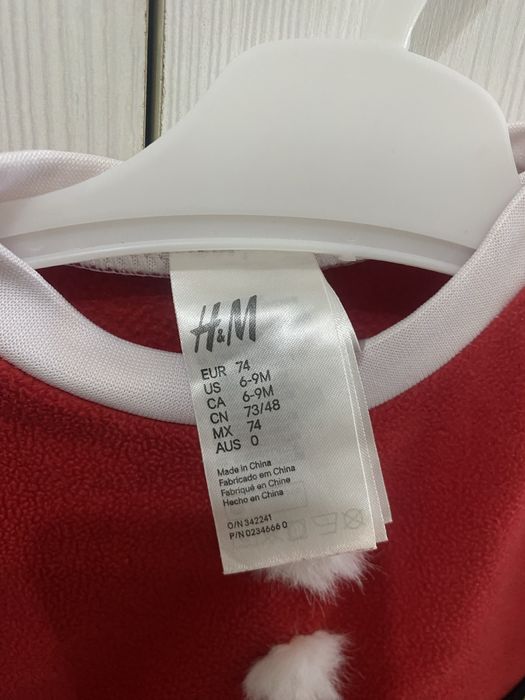 H&M
EUR 74
US 6-9M
CA 6-9M
CN 73/48
MX 74
AUS 0
Made in China
Fabricado em China
Fabriqué en Chine
Hecho en China
O/N 342241
P/N 0234666 0